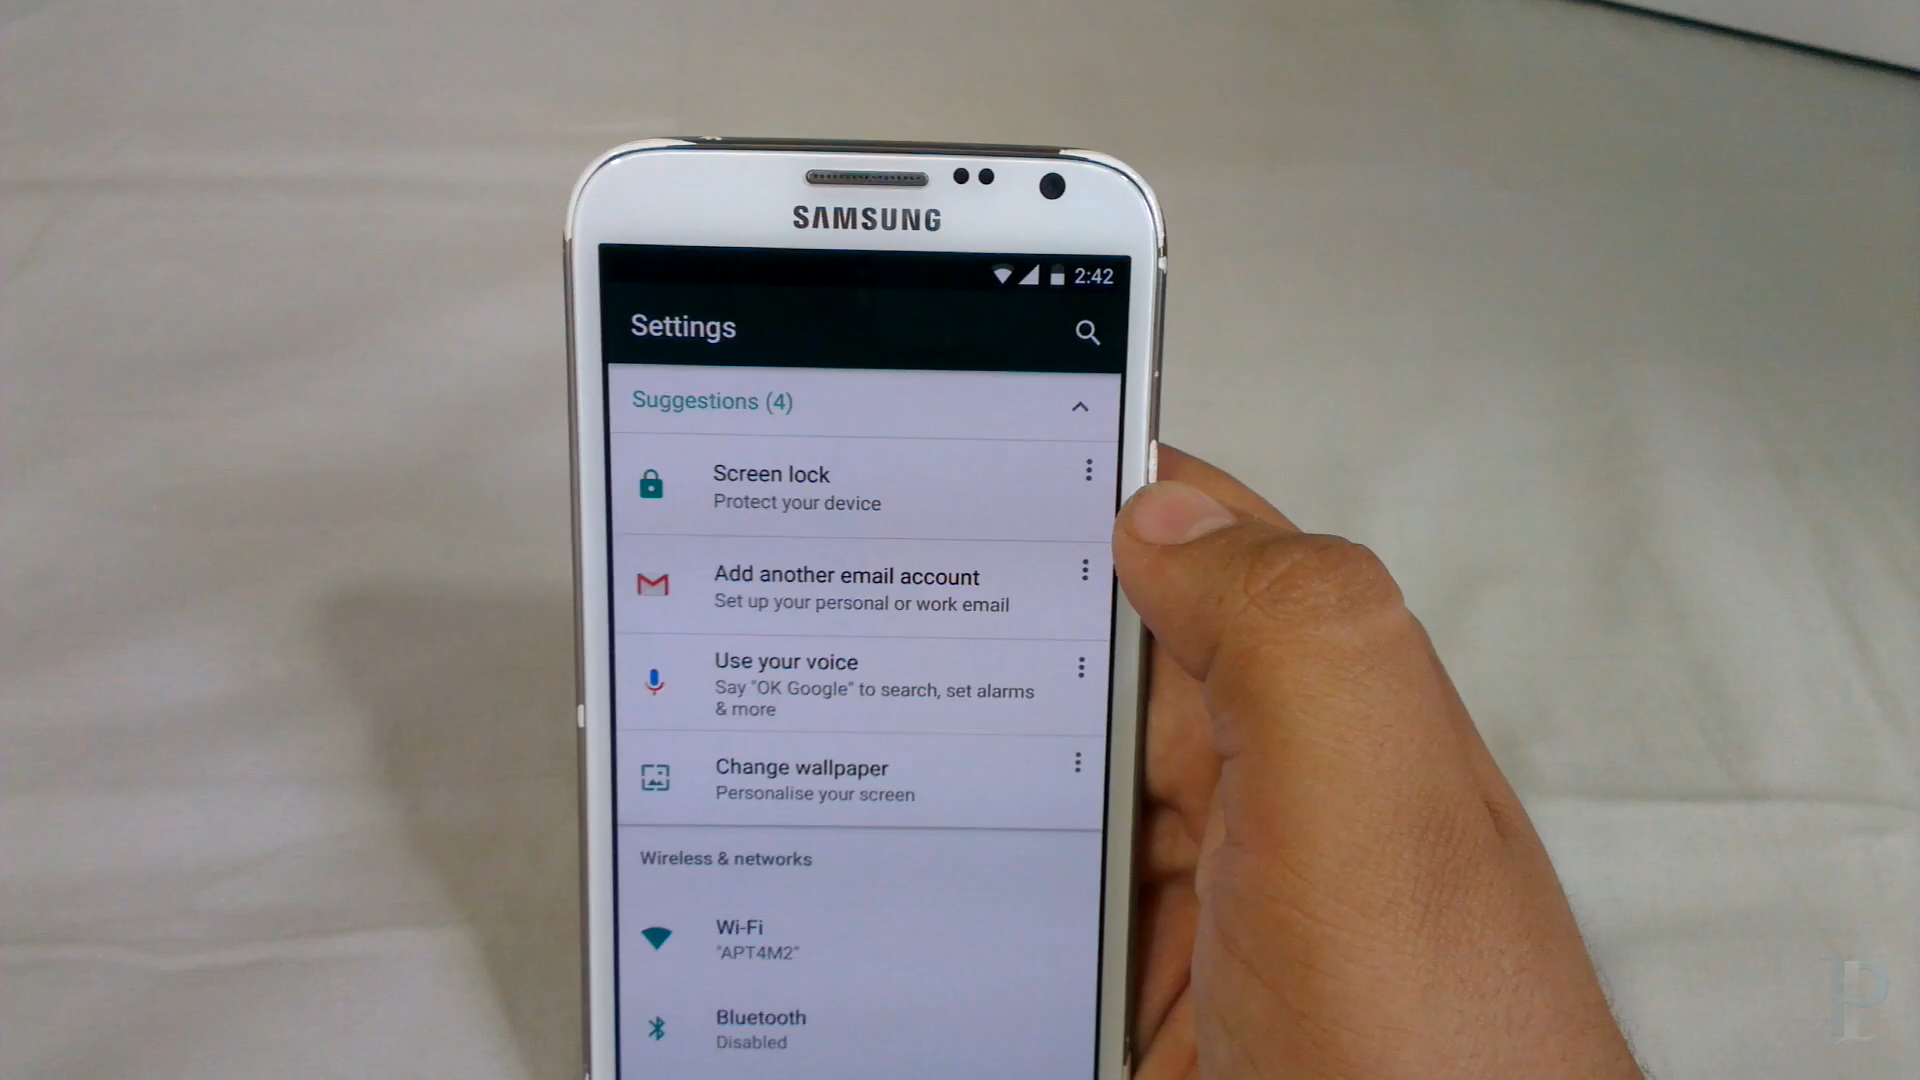 SAMSUNG
2:42
Settings
Suggestions (4)
Screen lock
Protect your device
Add another email account
Set up your personal or work email
Use your voice
Say "OK Google" to search, set alarms
& more
Change wallpaper
Personalise your screen
Wireless & networks
Wi-Fi
"APT4M2"
Bluetooth
Disabled